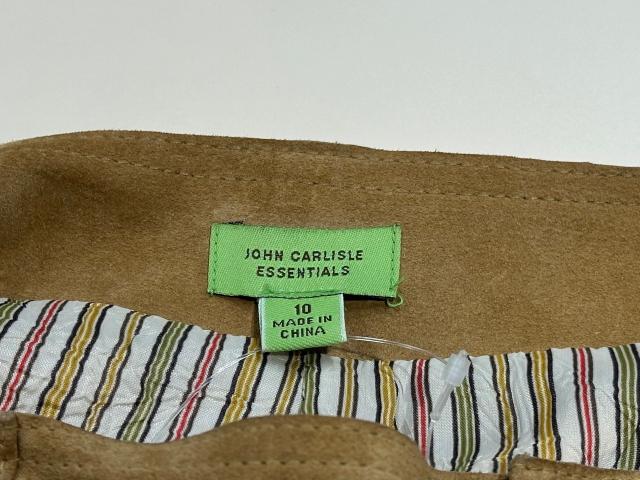 JOHN CARLISLE
ESSENTIALS
10
MADE IN
CHINA